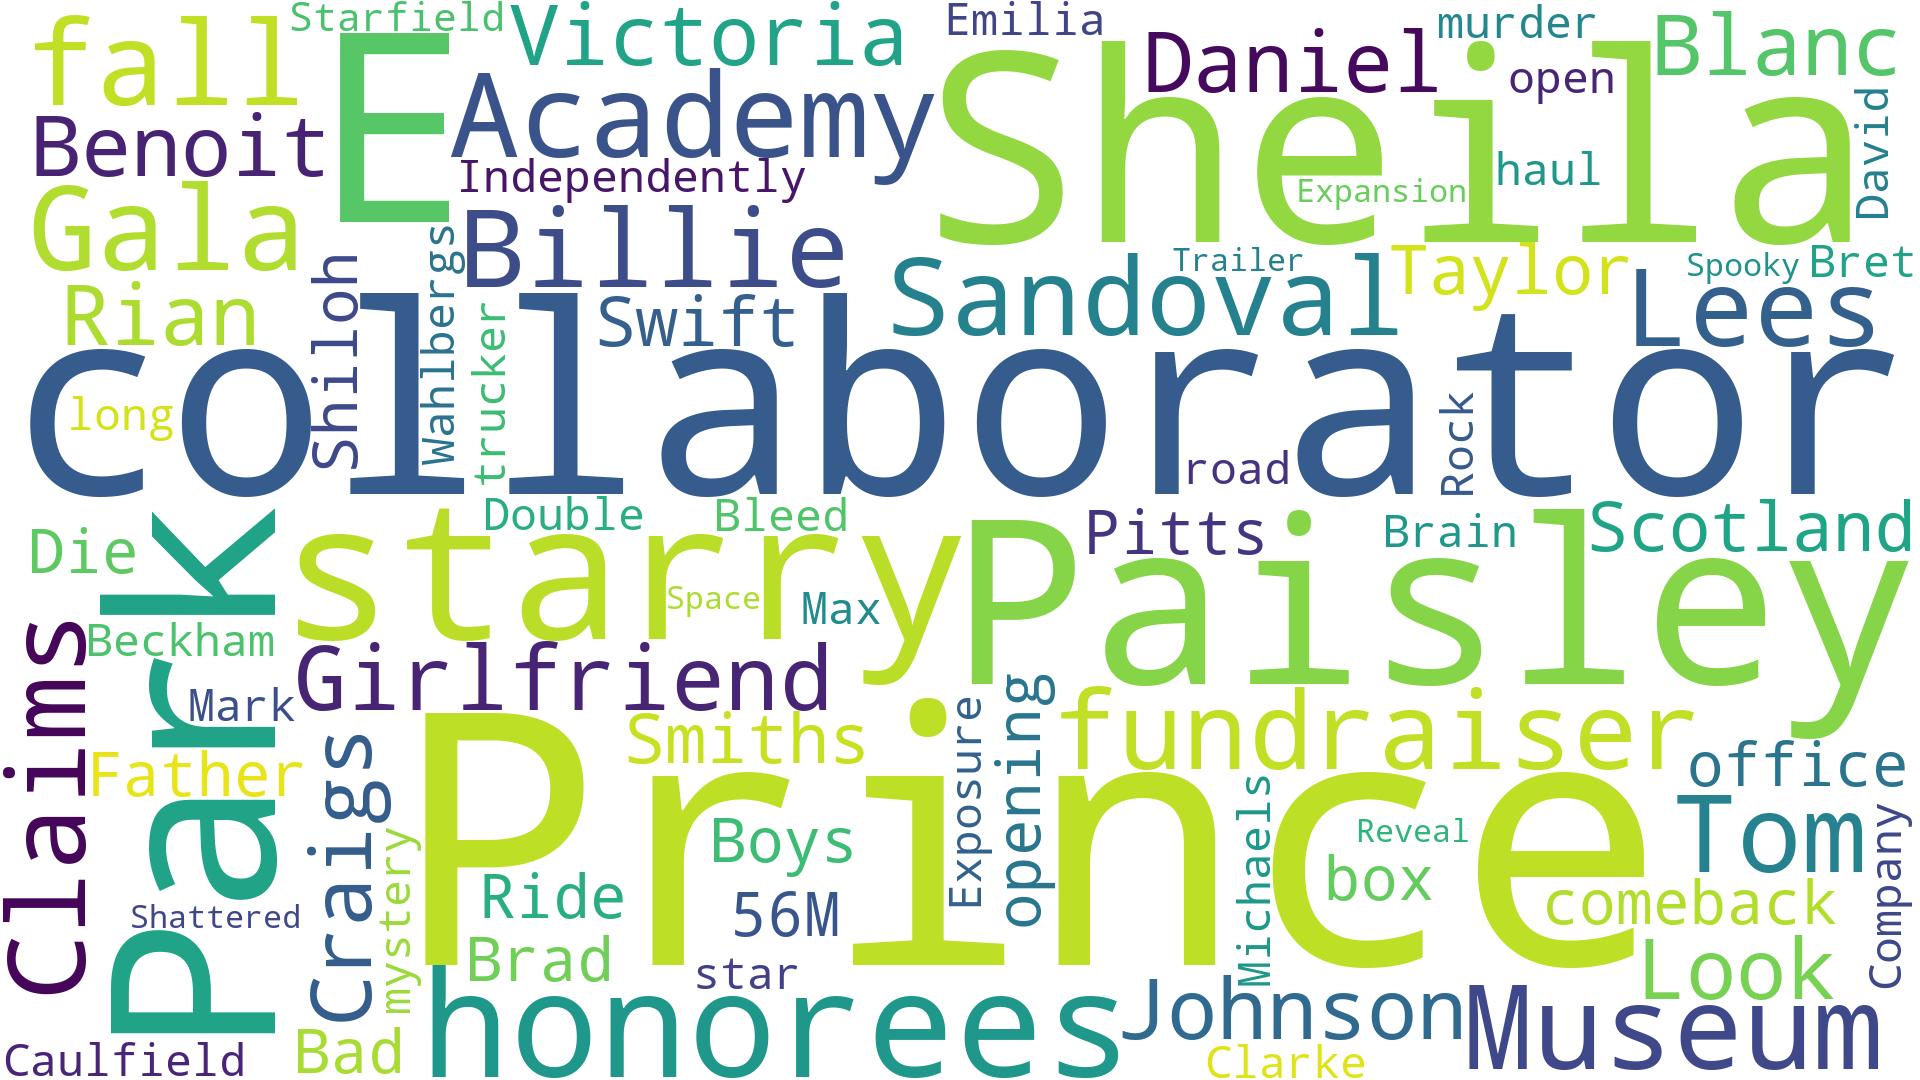 Starfield
Victoria
Emilia
murder
Daniel
Blanc
fall
E
Academy
Sheila
open
David
Benoit
Independently
Expansion
haul
Gala
Billie
Shiloh
Wahlbergs
Sandoval
Trailer
Taylor
Spooky
Bret
Rian
trucker
Swift
Lees
collaborator
long
road
Rock
Die
Park
Double
Bleed
Pitts
Brain
Scotland
starry
Space
Max
Paisley
Claims
Beckham
Girlfriend
Mark
Exposure
opening
fundraiser
Father
Craigs
Smiths
office
Prince
Michaels
Tom
mystery
Boys
Reveal
Company
Ride
56M
box
comeback
Shattered
Brad
star
Look
honorees
Johnson
Museum
Caulfield
Bad
Clarke